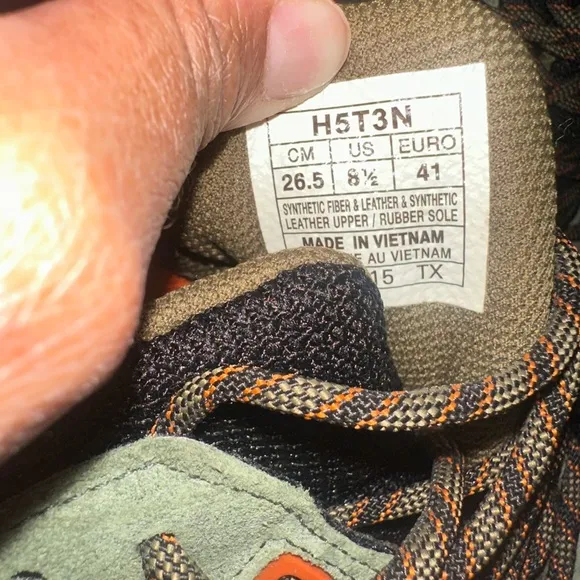 H5T3N
CM US EURO
26.5 8½ 41
SYNTHETIC FIBER & LEATHER & SYNTHETIC
LEATHER UPPER / RUBBER SOLE
MADE IN VIETNAM
E AU VIETNAM
15 TX